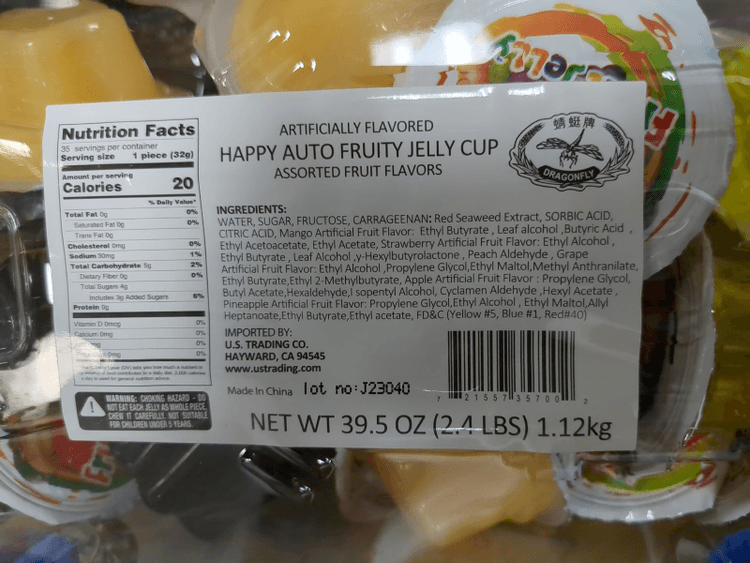 Nutrition Facts
35 servings per container
Serving size 1 piece (32g)
Amount per serving
Calories 20
% Daily Value*
Total Fat 0g 0%
Saturated Fat 0g 0%
Trans Fat 0g
Cholesterol 0mg 0%
Sodium 30mg 1%
Total Carbohydrate 5g 2%
Dietary Fiber 0g 0%
Total Sugars 4g
Includes 3g Added Sugars 6%
Protein 0g
Vitamin D 0mcg 0%
Calcium 0mg 0%
0%
0mg 0%
WARNING: CHOKING HAZARD - DO
NOT EAT EACH JELLY AS WHOLE PIECE.
CHEW IT CAREFULLY. NOT SUITABLE
FOR CHILDREN UNDER 5 YEARS.
ARTIFICIALLY FLAVORED
HAPPY AUTO FRUITY JELLY CUP
ASSORTED FRUIT FLAVORS
蜻蜓牌
DRAGONFLY
INGREDIENTS:
WATER, SUGAR, FRUCTOSE, CARRAGEENAN: Red Seaweed Extract, SORBIC ACID,
CITRIC ACID, Mango Artificial Fruit Flavor: Ethyl Butyrate , Leaf alcohol ,Butyric Acid ,
Ethyl Acetoacetate, Ethyl Acetate, Strawberry Artificial Fruit Flavor: Ethyl Alcohol ,
Ethyl Butyrate , Leaf Alcohol ,y-Hexylbutyrolactone , Peach Aldehyde , Grape
Artificial Fruit Flavor: Ethyl Alcohol ,Propylene Glycol,Ethyl Maltol,Methyl Anthranilate,
Ethyl Butyrate,Ethyl 2-Methylbutyrate, Apple Artificial Fruit Flavor : Propylene Glycol,
Butyl Acetate,Hexaldehyde,I sopentyl Alcohol, Cyclamen Aldehyde ,Hexyl Acetate ,
Pineapple Artificial Fruit Flavor: Propylene Glycol,Ethyl Alcohol , Ethyl Maltol,Allyl
Heptanoate,Ethyl Butyrate,Ethyl acetate, FD&C (Yellow #5, Blue #1, Red#40)
IMPORTED BY:
U.S. TRADING CO.
HAYWARD, CA 94545
www.ustrading.com
Made In China lot no:J23040
7 21557 35700 2
NET WT 39.5 OZ (2.4 LBS) 1.12kg